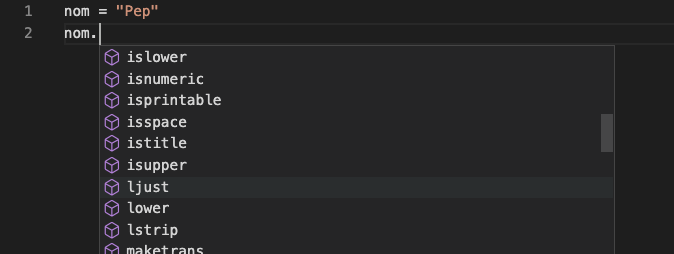 1 nom = "Pep"
2 nom.
islower
isnumeric
isprintable
isspace
istitle
isupper
ljust
lower
lstrip
maketrans